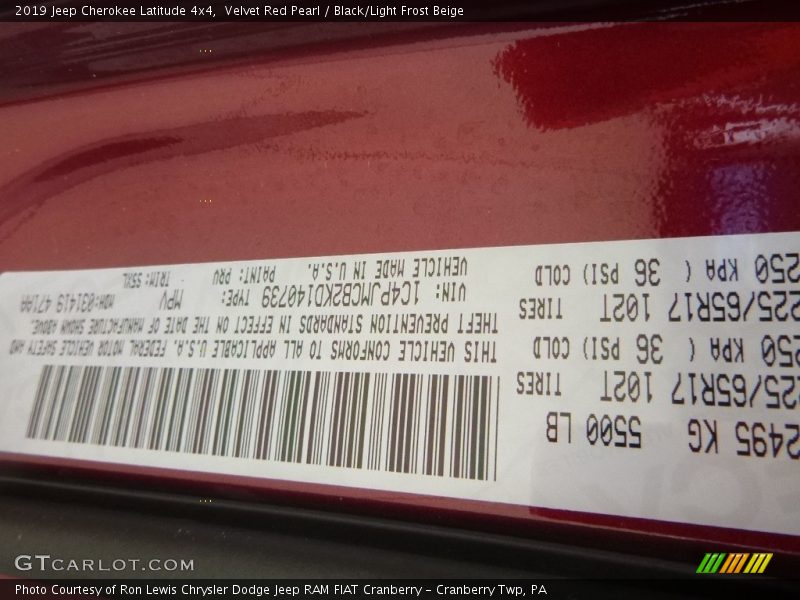 2019 Jeep Cherokee Latitude 4x4,  Velvet Red Pearl / Black/Light Frost Beige
2495 KG 5500 LB
225/65R17 102T TIRES
250 KPA ( 36 PSI) COLD
225/65R17 102T TIRES
250 KPA ( 36 PSI) COLD
THIS VEHICLE CONFORMS TO ALL APPLICABLE U.S.A. FEDERAL MOTOR VEHICLE SAFETY AND
THEFT PREVENTION STANDARDS IN EFFECT ON THE DATE OF MANUFACTURE SHOWN ABOVE.
VIN: 1C4PJMCB2KD140739 TYPE: MPV MDH:031419 471AA
VEHICLE MADE IN U.S.A. PAINT: PRV TRIM:
GTCARLOT.COM
Photo Courtesy of Ron Lewis Chrysler Dodge Jeep RAM FIAT Cranberry – Cranberry Twp, PA